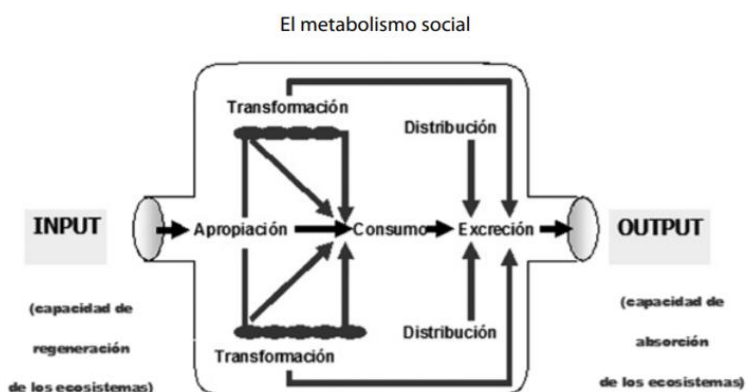 El metabolismo social
Transformación
Distribución
INPUT
Apropiación
Consumo
Excreción
OUTPUT
(capacidad de
regeneración
de los ecosistemas)
(capacidad de
absorción
de los ecosistemas)
Distribución
Transformación